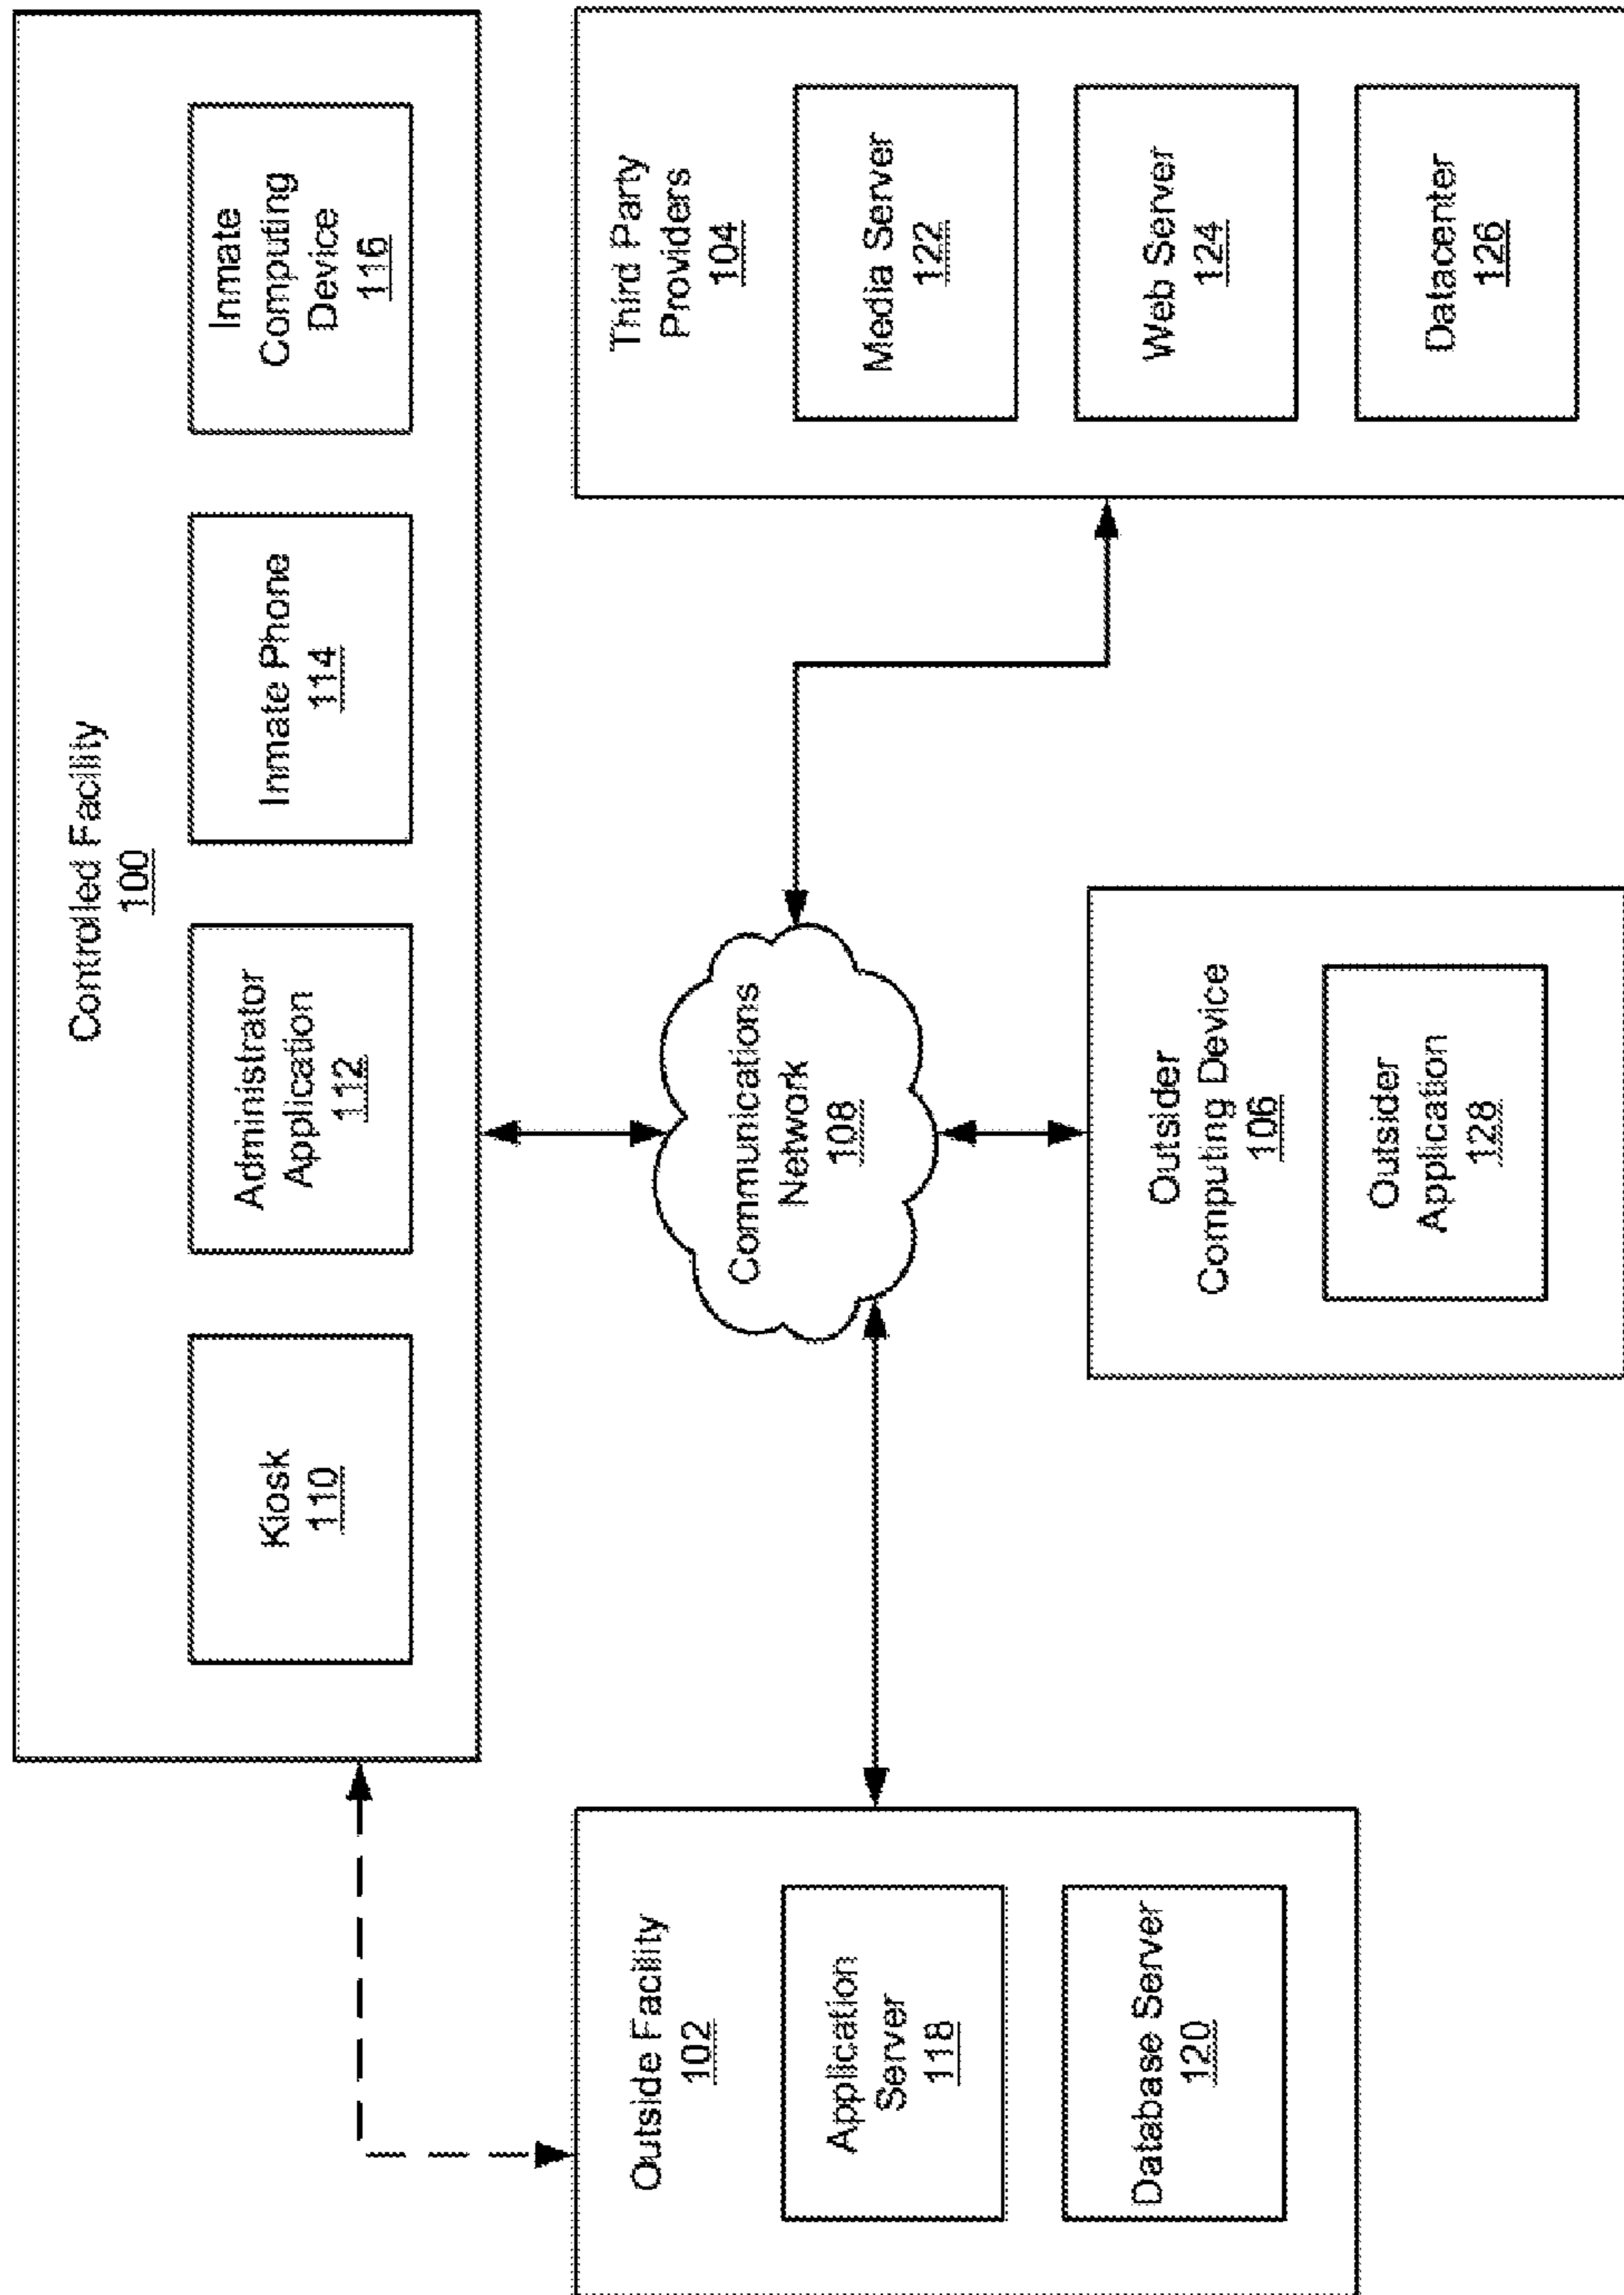 Controlled Facility
100
Kiosk
110
Administrator
Application
112
Inmate Phone
114
Inmate
Computing
Device
116
Outside Facility
102
Application
Server
118
Database Server
120
Communications
Network
108
Outsider
Computing Device
106
Outsider
Application
128
Third Party
Providers
104
Media Server
122
Web Server
124
Datacenter
126